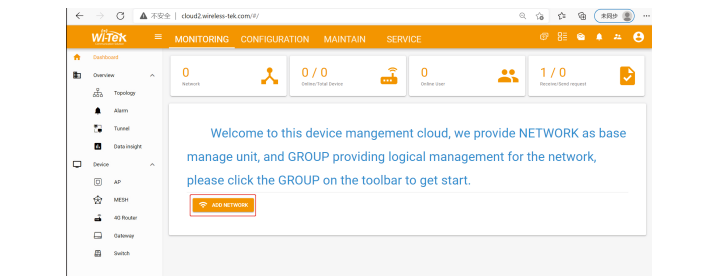 不安全 | cloud2.wireless-tek.com/#/
未同步
Wi-Tek
MONITORING CONFIGURATION MAINTAIN SERVICE
Dashboard
Overview
Topology
Alarm
Tunnel
Data insight
Device
AP
MESH
4G Router
Gateway
Switch
0
Network
0 / 0
Online/Total Device
0
Online User
1 / 0
Receive/Send request
Welcome to this device mangement cloud, we provide NETWORK as base
manage unit, and GROUP providing logical management for the network,
please click the GROUP on the toolbar to get start.
ADD NETWORK